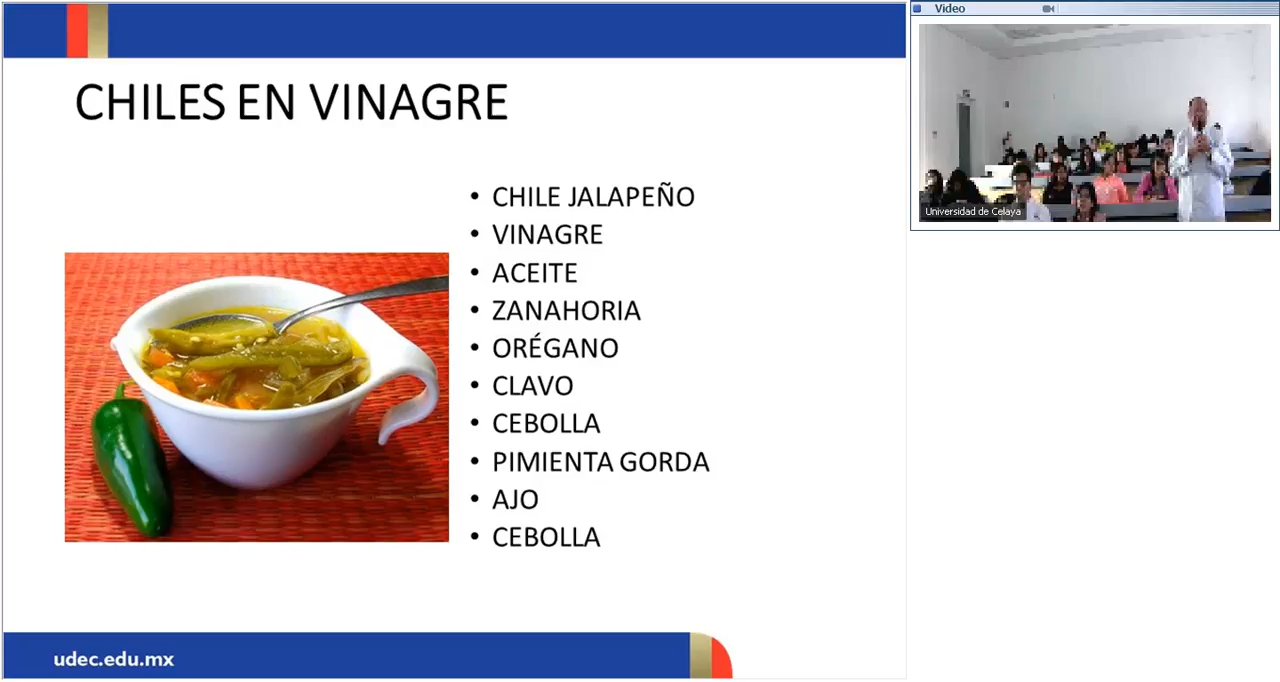 CHILES EN VINAGRE
• CHILE JALAPEÑO
• VINAGRE
• ACEITE
• ZANAHORIA
• ORÉGANO
• CLAVO
• CEBOLLA
• PIMIENTA GORDA
• AJO
• CEBOLLA
udec.edu.mx
Video
Universidad de Celaya